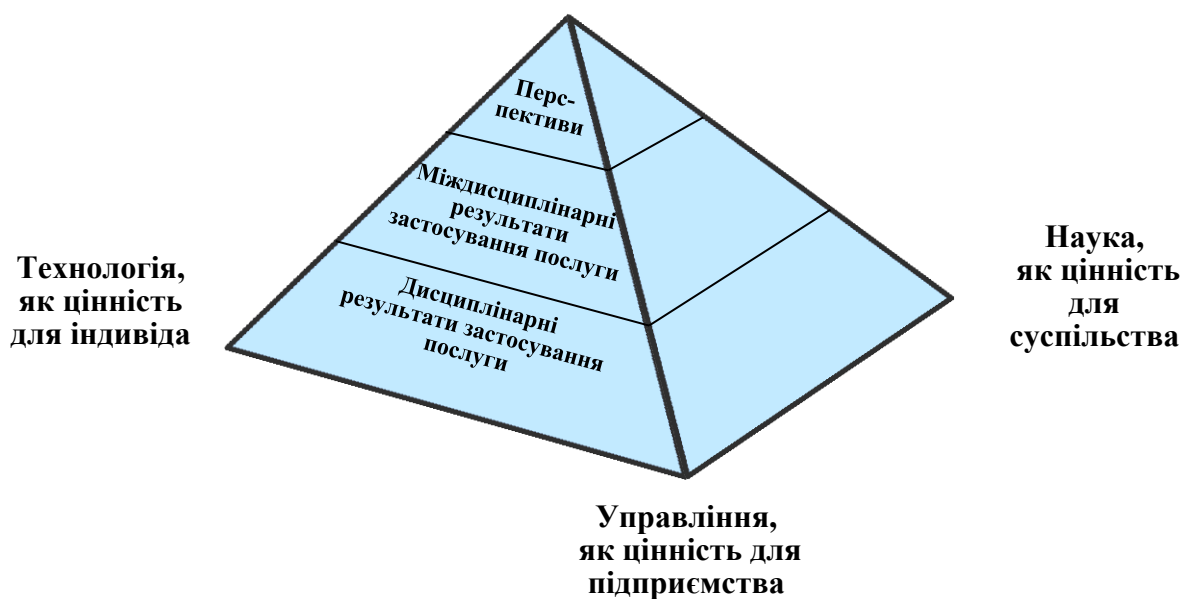 Перс-
пективи
Міждисциплінарні
результати
застосування послуги
Дисциплінарні
результати застосування
послуги
Технологія,
як цінність
для індивіда
Наука,
як цінність
для
суспільства
Управління,
як цінність для
підприємства